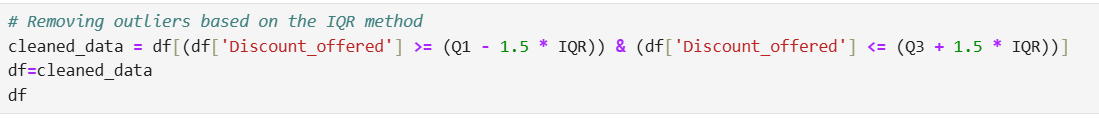 # Removing outliers based on the IQR method
cleaned_data = df[(df['Discount_offered'] >= (Q1 - 1.5 * IQR)) & (df['Discount_offered'] <= (Q3 + 1.5 * IQR))]
df=cleaned_data
df